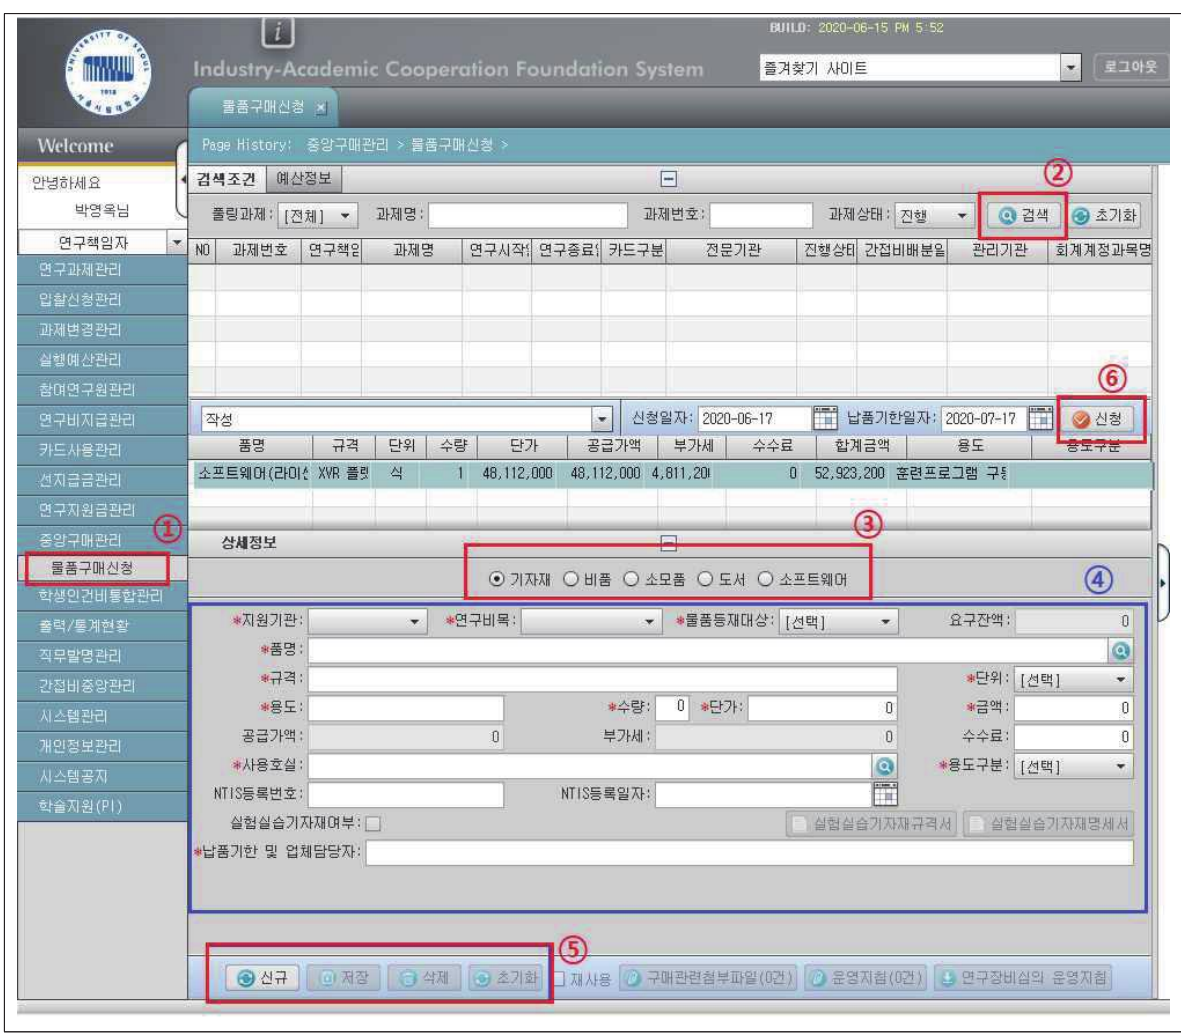 UNIVERSITY OF SEOUL
1918
서울시립대학교
i
BUILD: 2020-06-15 PM 5:52
Industry-Academic Cooperation Foundation System
즐겨찾기 사이트
로그아웃
물품구매신청 x
Welcome
Page History: 중앙구매관리 > 물품구매신청 >
안녕하세요
박영옥님
연구책임자
연구과제관리
입찰신청관리
과제변경관리
실행예산관리
참여연구원관리
연구비지급관리
카드사용관리
선지급금관리
연구지원금관리
①
중앙구매관리
물품구매신청
학생인건비통합관리
출력/통계현황
직무발명관리
간접비중앙관리
시스템관리
개인정보관리
시스템공지
학술지원(PI)
검색조건 예산정보
②
풀링과제: [전체] 과제명: 과제번호: 과제상태: 진행 검색 초기화
NO 과제번호 연구책임 과제명 연구시작일 연구종료일 카드구분 전문기관 진행상태 간접비배분일 관리기관 회계계정과목명
⑥
작성 신청일자: 2020-06-17 납품기한일자: 2020-07-17 신청
품명 규격 단위 수량 단가 공급가액 부가세 수수료 합계금액 용도 용도구분
소프트웨어(라이선 XVR 플랫 식 1 48,112,000 48,112,000 4,811,20 0 52,923,200 훈련프로그램 구동
③
상세정보
기자재 비품 소모품 도서 소프트웨어
④
*지원기관: *연구비목: *물품등재대상: [선택] 요구잔액: 0
*품명:
*규격: *단위: [선택]
*용도: *수량: 0 *단가: 0 *금액: 0
공급가액: 0 부가세: 0 수수료: 0
*사용호실: *용도구분: [선택]
NTIS등록번호: NTIS등록일자:
실험실습기자재여부: 실험실습기자재규격서 실험실습기자재명세서
*납품기한 및 업체담당자:
⑤
신규 저장 삭제 초기화 재사용 구매관련첨부파일(0건) 운영지침(0건) 연구장비심의 운영지침